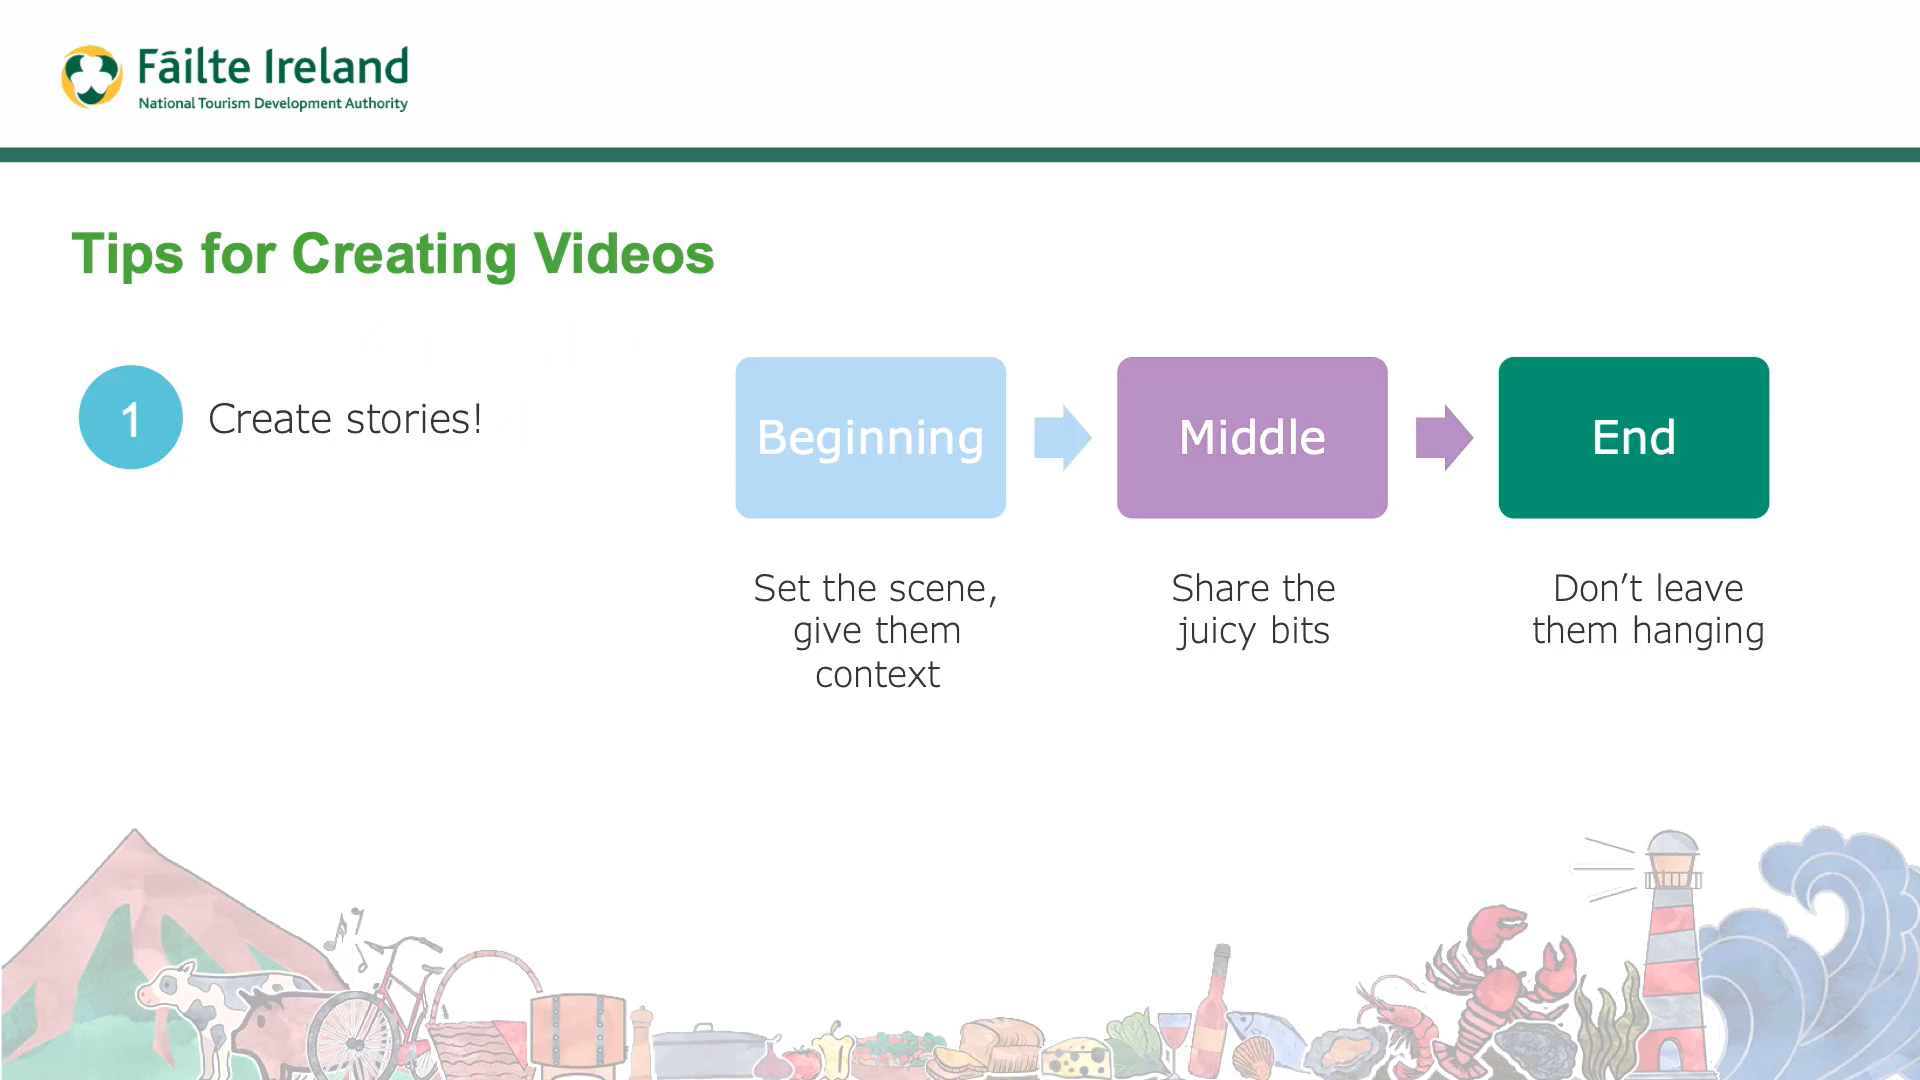 Fáilte Ireland
National Tourism Development Authority
Tips for Creating Videos
1
Create stories!
Beginning
Middle
End
Set the scene,
give them
context
Share the
juicy bits
Don’t leave
them hanging